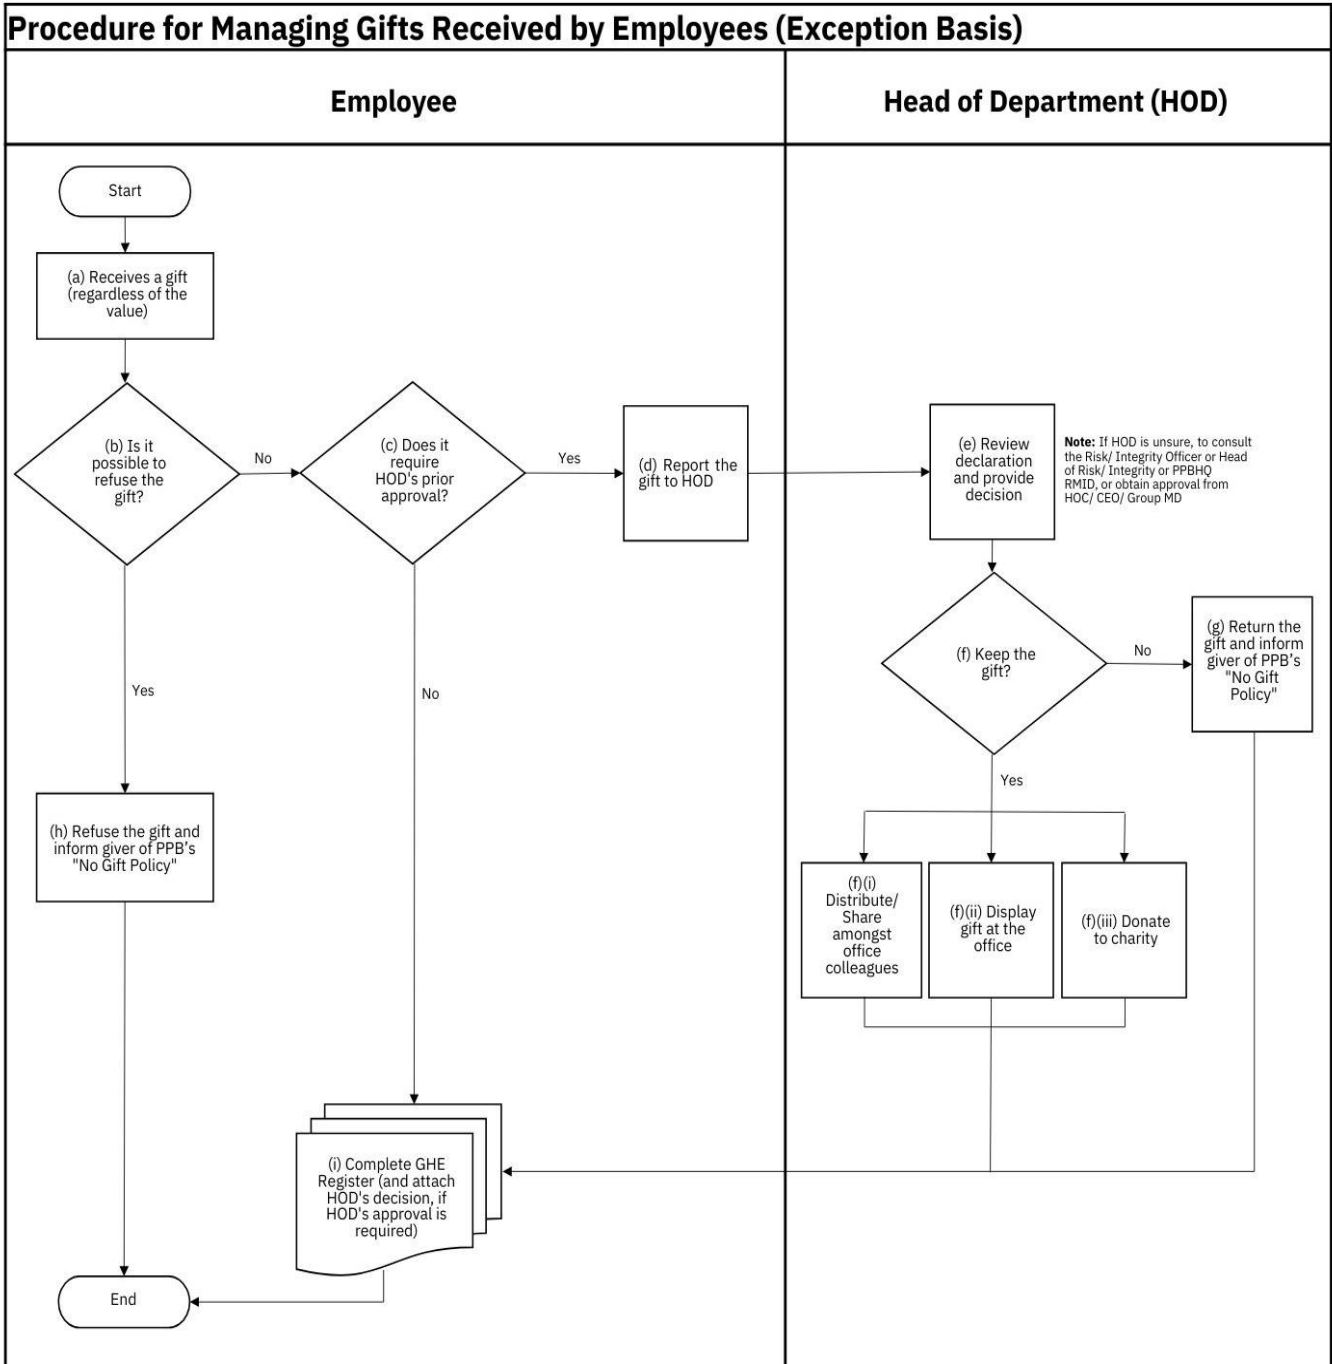 Procedure for Managing Gifts Received by Employees (Exception Basis)
Employee
Head of Department (HOD)
Start
(a) Receives a gift
(regardless of the
value)
(b) Is it
possible to
refuse the
gift?
No
(c) Does it
require
HOD's prior
approval?
Yes
(d) Report the
gift to HOD
(e) Review
declaration
and provide
decision
Note: If HOD is unsure, to consult
the Risk/ Integrity Officer or Head
of Risk/ Integrity or PPBHQ
RMID, or obtain approval from
HOC/ CEO/ Group MD
(f) Keep the
gift?
No
(g) Return the
gift and inform
giver of PPB’s
"No Gift
Policy"
Yes
No
Yes
(h) Refuse the gift and
inform giver of PPB’s
"No Gift Policy"
(f)(i)
Distribute/
Share
amongst
office
colleagues
(f)(ii) Display
gift at the
office
(f)(iii) Donate
to charity
(i) Complete GHE
Register (and attach
HOD's decision, if
HOD's approval is
required)
End